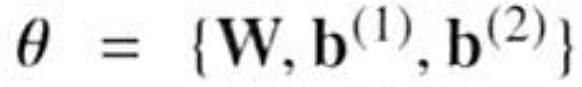 θ = {W, b⁽¹⁾, b⁽²⁾}